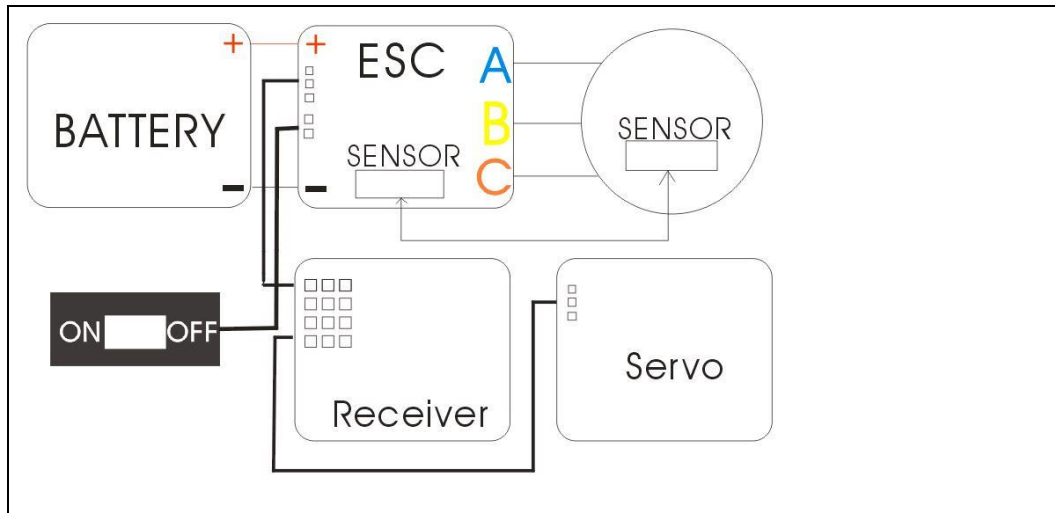 BATTERY
+
-
+
-
ESC
A
B
C
SENSOR
SENSOR
ON OFF
Receiver
Servo